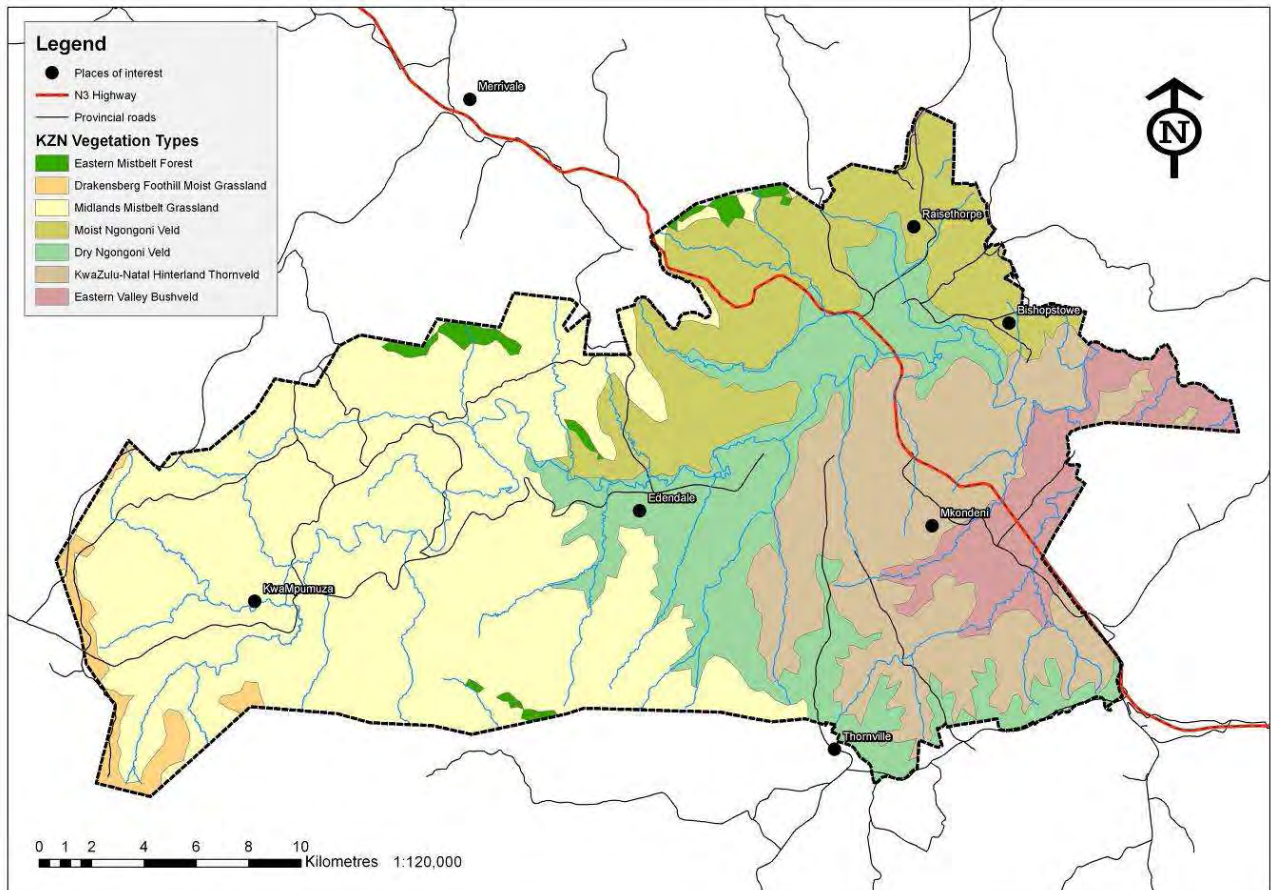 Legend
Places of interest
N3 Highway
Provincial roads
KZN Vegetation Types
Eastern Mistbelt Forest
Drakensberg Foothill Moist Grassland
Midlands Mistbelt Grassland
Moist Ngongoni Veld
Dry Ngongoni Veld
KwaZulu-Natal Hinterland Thornveld
Eastern Valley Bushveld
Merrivale
N
Raisethorpe
Bishopstowe
Edendale
Mkondeni
KwaMpumuza
Thornville
0 1 2 4 6 8 10
Kilometres 1:120,000